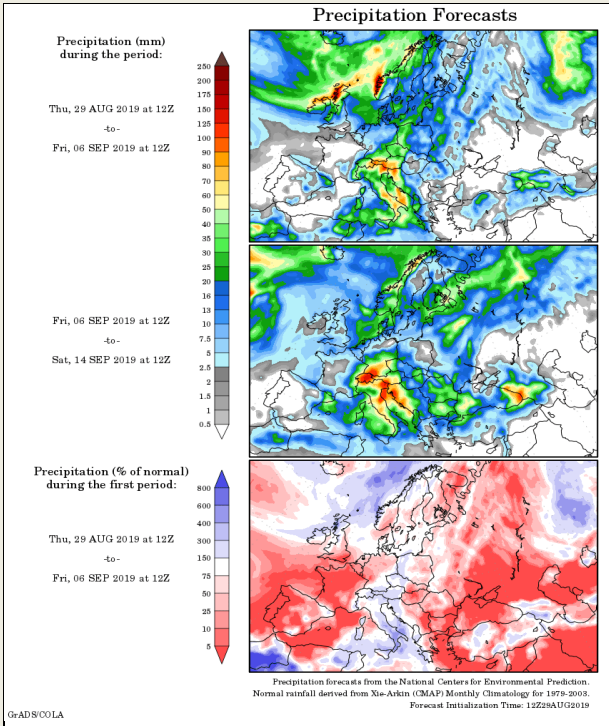 Precipitation Forecasts
Precipitation (mm)
during the period:
Thu, 29 AUG 2019 at 12Z
-to-
Fri, 06 SEP 2019 at 12Z
250
200
175
150
125
100
90
80
70
60
50
40
35
30
25
20
16
13
10
7.5
5
2.5
2
1.5
1
0.5
Fri, 06 SEP 2019 at 12Z
-to-
Sat, 14 SEP 2019 at 12Z
Precipitation (% of normal)
during the first period:
Thu, 29 AUG 2019 at 12Z
-to-
Fri, 06 SEP 2019 at 12Z
800
600
400
300
150
75
50
25
10
5
Precipitation forecasts from the National Centers for Environmental Prediction.
Normal rainfall derived from Xie-Arkin (CMAP) Monthly Climatology for 1979-2003.
Forecast Initialization Time: 12Z29AUG2019
GrADS/COLA